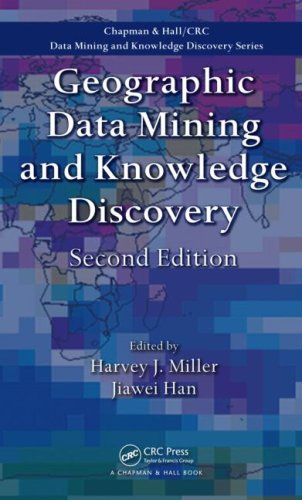 Chapman & Hall/CRC
Data Mining and Knowledge Discovery Series
Geographic
Data Mining
and Knowledge
Discovery
Second Edition
Edited by
Harvey J. Miller
Jiawei Han
CRC Press
Taylor & Francis Group
A CHAPMAN & HALL BOOK